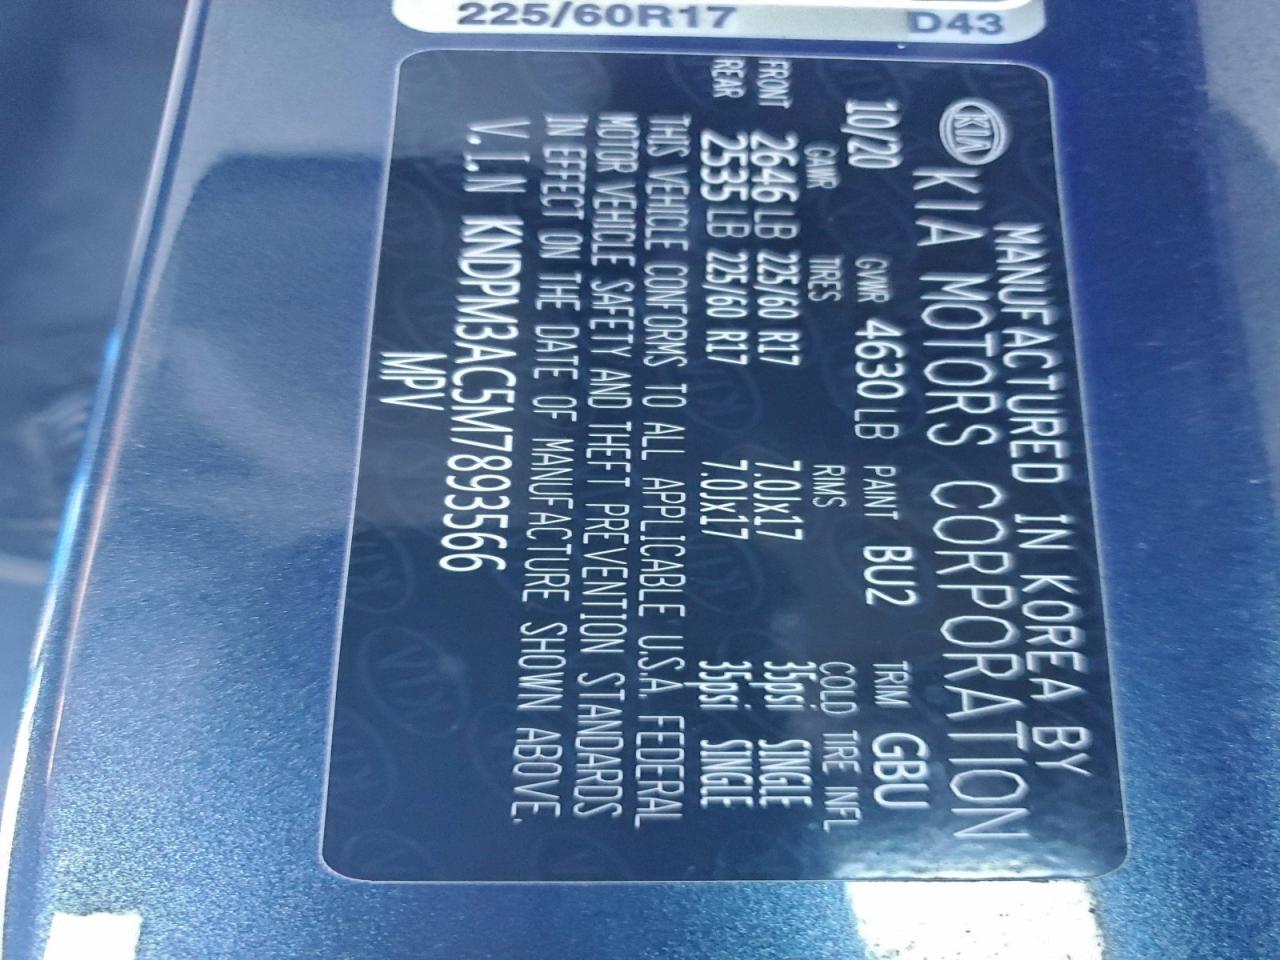 225/60R17 D43
KIA
MANUFACTURED IN KOREA BY
KIA MOTORS CORPORATION
10/20 GVWR 4630 LB PAINT BU2 TRIM GBU
GAWR TIRES RIMS COLD TIRE INFL
FRONT 2646 LB 225/60 R17 7.0Jx17 35psi SINGLE
REAR 2535 LB 225/60 R17 7.0Jx17 35psi SINGLE
THIS VEHICLE CONFORMS TO ALL APPLICABLE U.S.A. FEDERAL
MOTOR VEHICLE SAFETY AND THEFT PREVENTION STANDARDS
IN EFFECT ON THE DATE OF MANUFACTURE SHOWN ABOVE.
V.I.N KNDPM3AC5M7893566
MPV